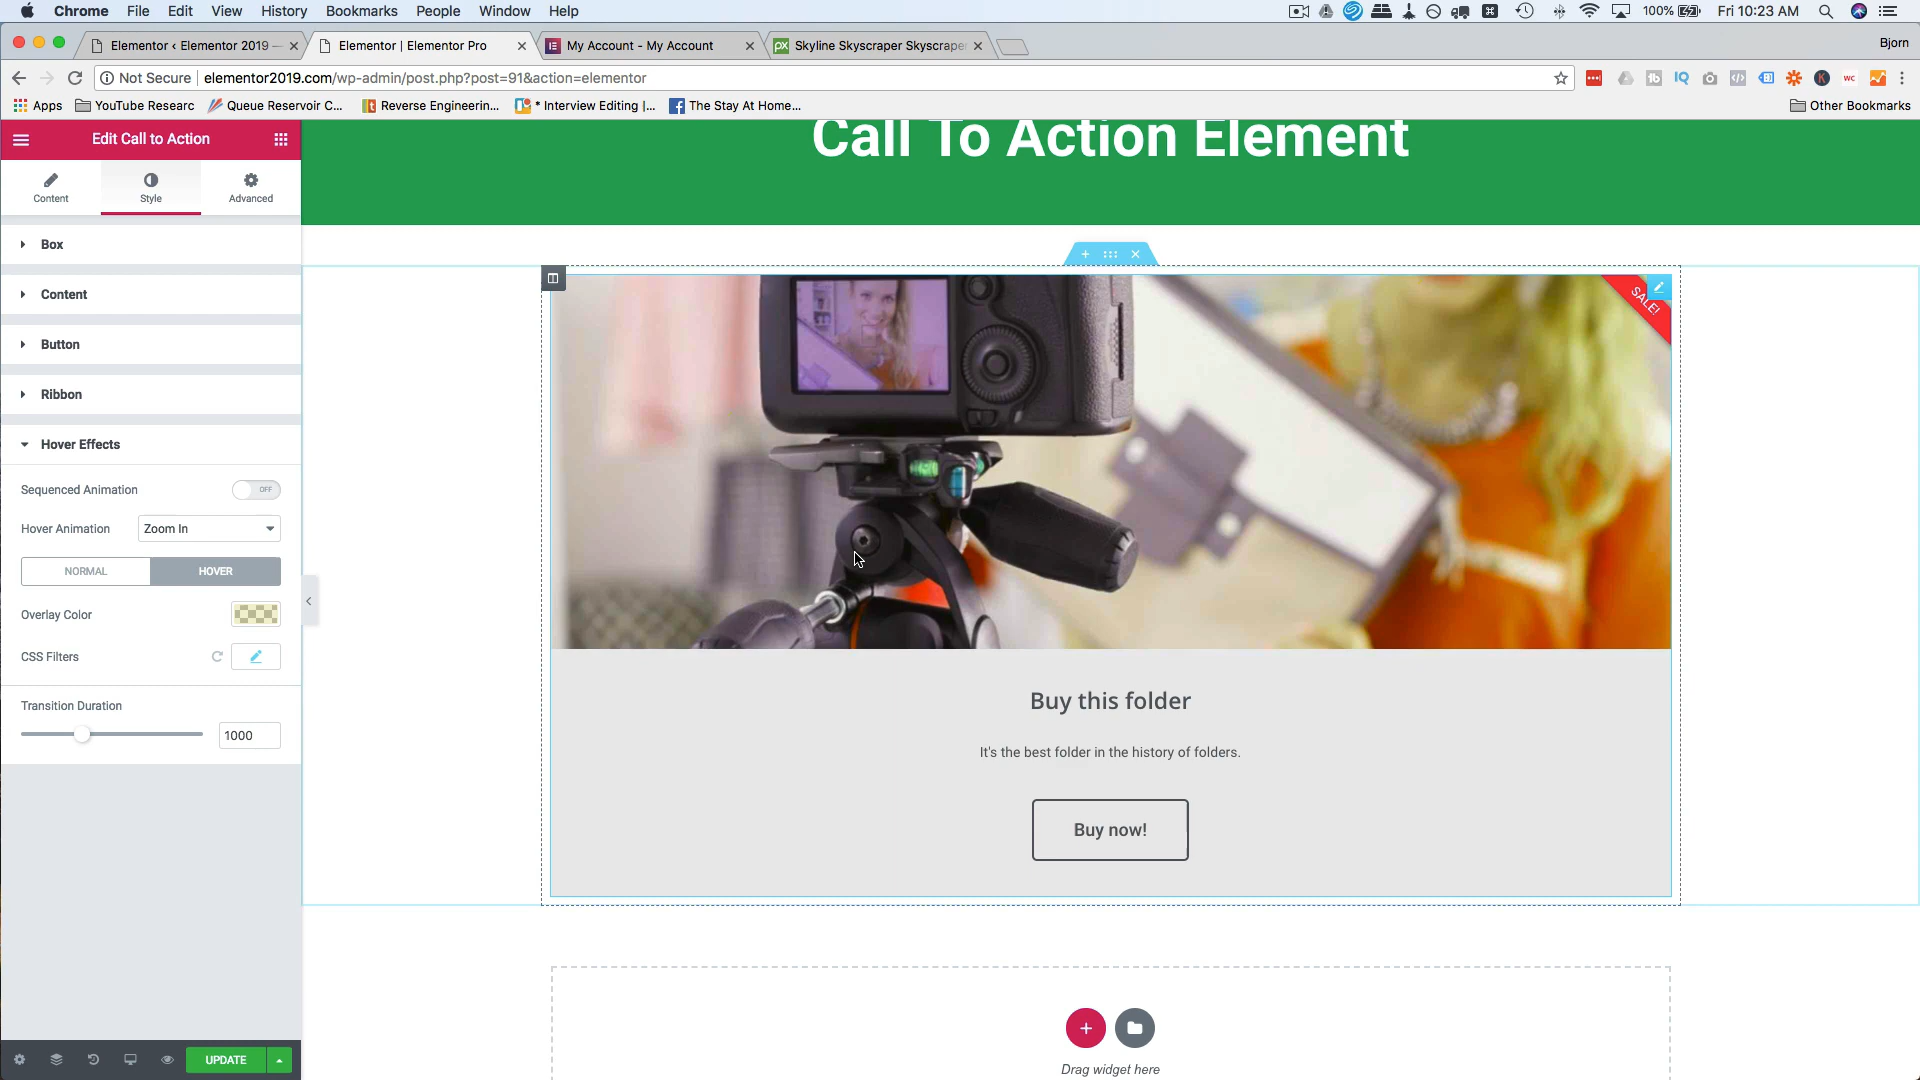 Chrome File Edit View History Bookmarks People Window Help 100% Fri 10:23 AM
Elementor ‹ Elementor 2019 — Elementor | Elementor Pro My Account - My Account Skyline Skyscraper Skyscrape Bjorn
Not Secure elementor2019.com/wp-admin/post.php?post=91&action=elementor
Apps YouTube Researc Queue Reservoir C... Reverse Engineerin... * Interview Editing |... The Stay At Home... Other Bookmarks
Edit Call to Action
Call To Action Element
Content Style Advanced
Box
Content
Button
Ribbon
Hover Effects
Sequenced Animation OFF
Hover Animation Zoom In
NORMAL HOVER
Overlay Color
CSS Filters
Transition Duration
1000
SALE!
Buy this folder
It's the best folder in the history of folders.
Buy now!
Drag widget here
UPDATE